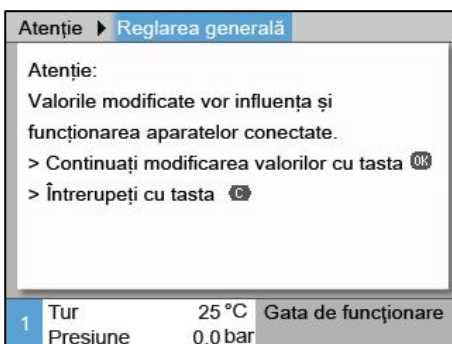 Atenție ▶ Reglarea generală
Atenție:
Valorile modificate vor influența și
funcționarea aparatelor conectate.
> Continuați modificarea valorilor cu tasta OK
> Întrerupeți cu tasta C
1 Tur 25 °C Gata de funcționare
Presiune 0.0 bar